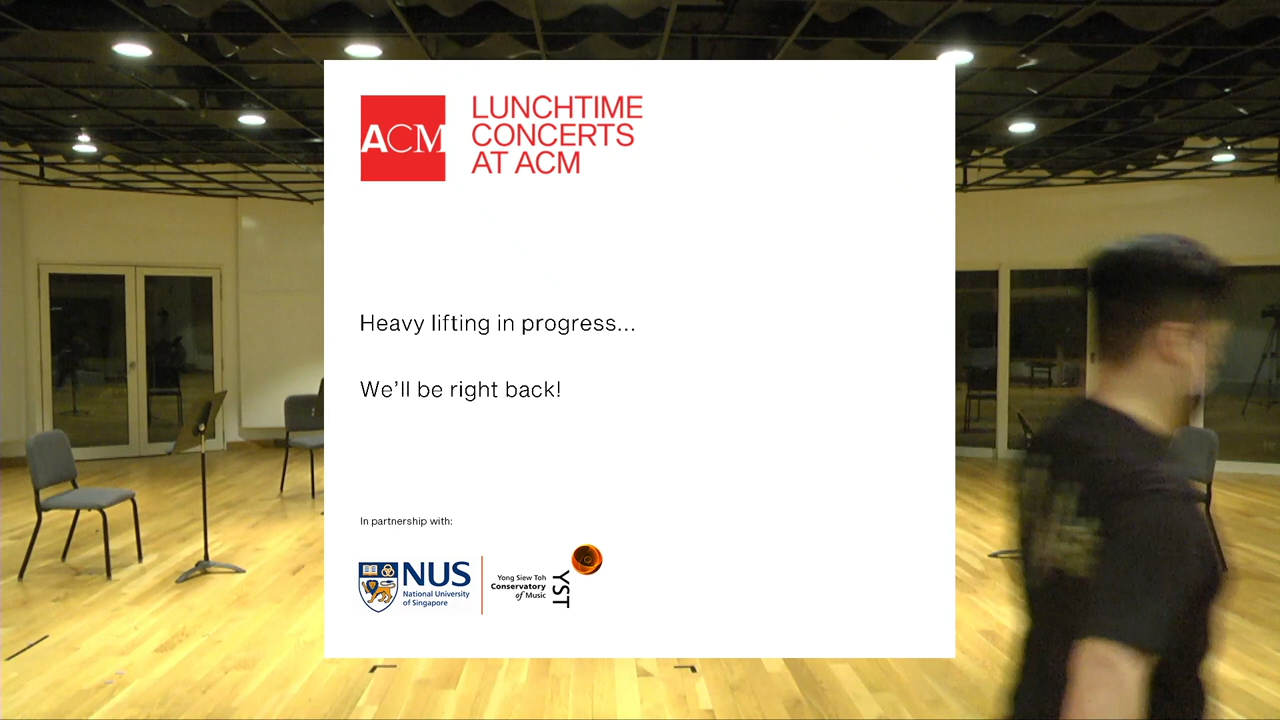 ACM
LUNCHTIME
CONCERTS
AT ACM
Heavy lifting in progress...
We'll be right back!
In partnership with:
NUS
National University
of Singapore
Yong Siew Toh
Conservatory
of Music
YST